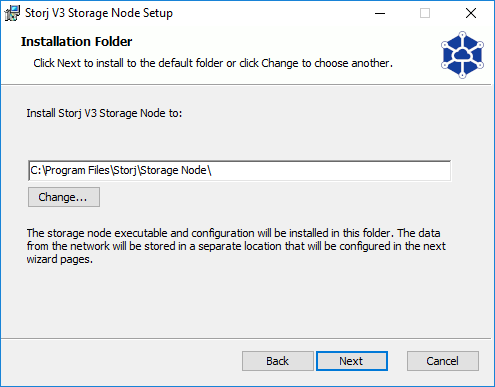 Storj V3 Storage Node Setup
Installation Folder
Click Next to install to the default folder or click Change to choose another.
Install Storj V3 Storage Node to:
C:\Program Files\Storj\Storage Node\
Change...
The storage node executable and configuration will be installed in this folder. The data
from the network will be stored in a separate location that will be configured in the next
wizard pages.
Back Next Cancel